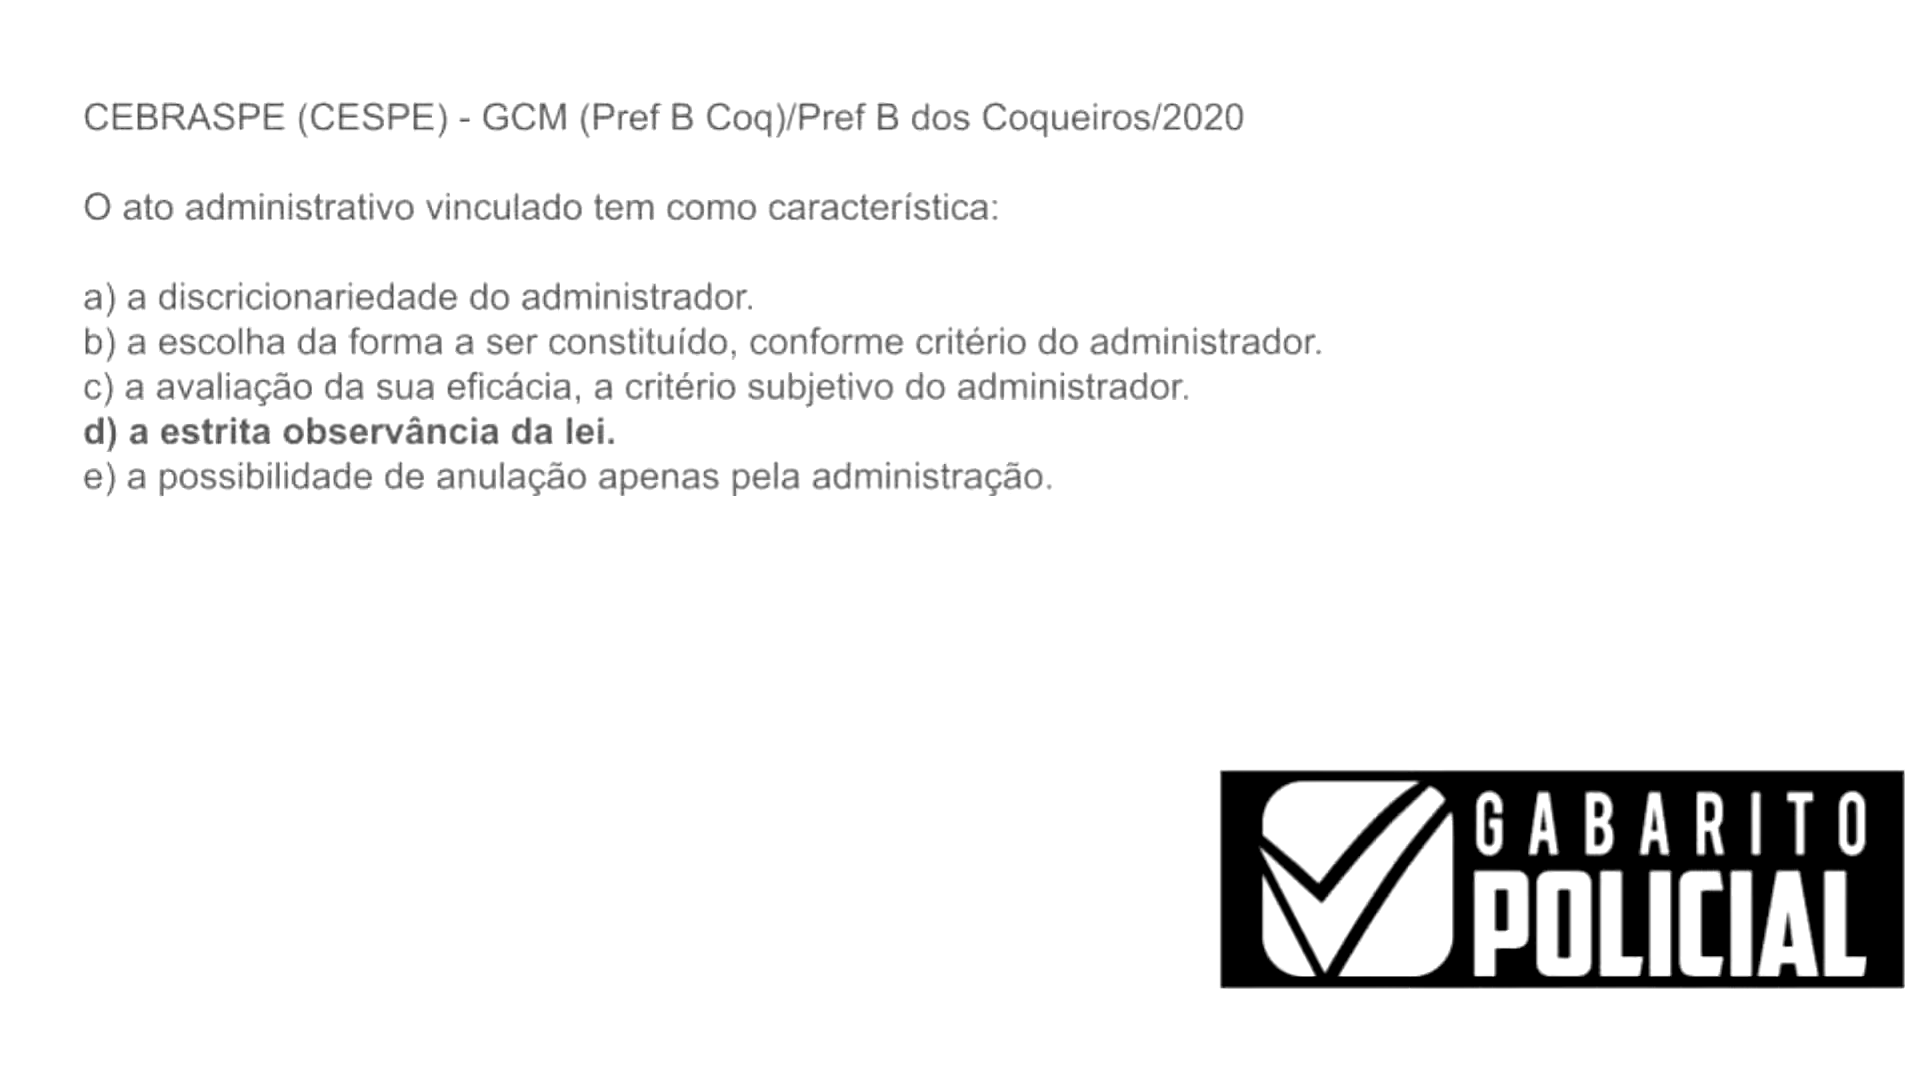 CEBRASPE (CESPE) - GCM (Pref B Coq)/Pref B dos Coqueiros/2020
O ato administrativo vinculado tem como característica:
a) a discricionariedade do administrador.
b) a escolha da forma a ser constituído, conforme critério do administrador.
c) a avaliação da sua eficácia, a critério subjetivo do administrador.
d) a estrita observância da lei.
e) a possibilidade de anulação apenas pela administração.
GABARITO
POLICIAL